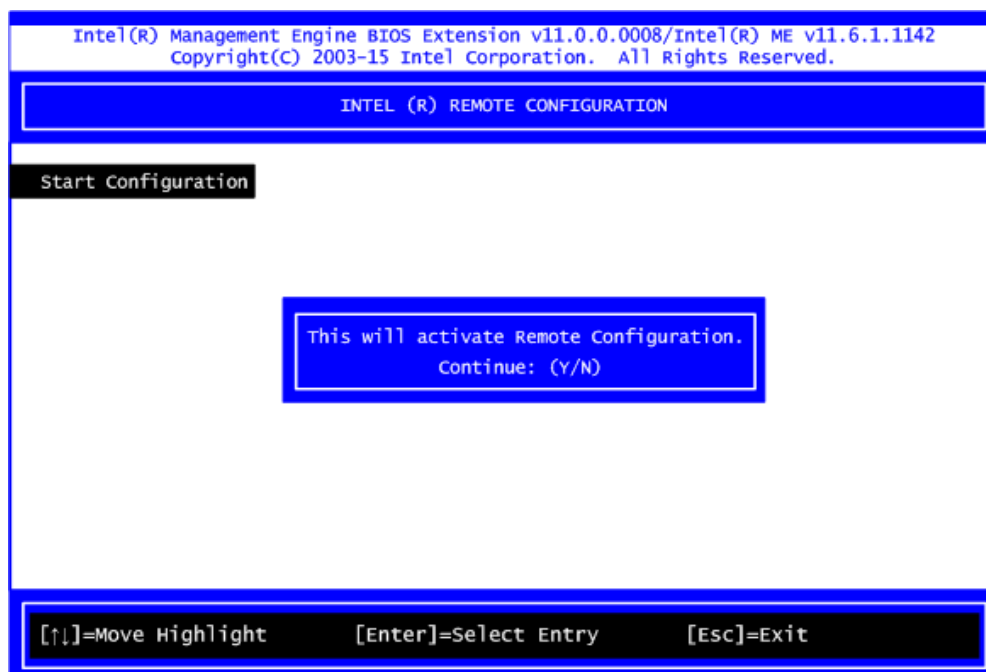 Intel(R) Management Engine BIOS Extension v11.0.0.0008/Intel(R) ME v11.6.1.1142
Copyright(C) 2003-15 Intel Corporation. All Rights Reserved.
INTEL (R) REMOTE CONFIGURATION
Start Configuration
This will activate Remote Configuration.
Continue: (Y/N)
[↑↓]=Move Highlight [Enter]=Select Entry [Esc]=Exit